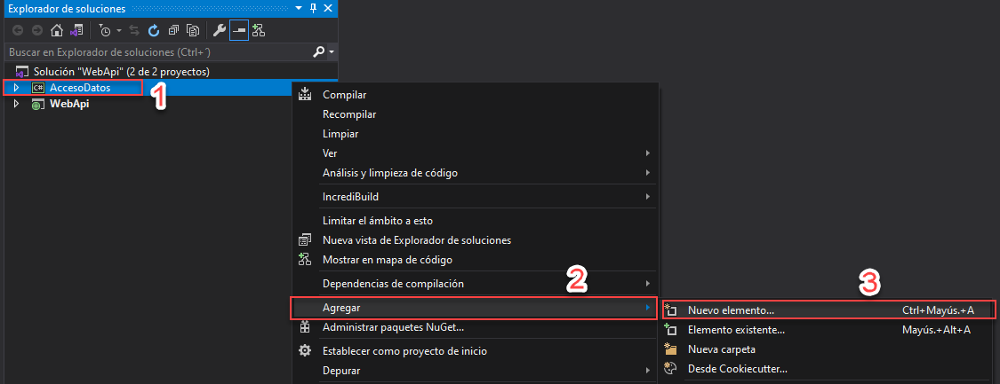 Explorador de soluciones
Buscar en Explorador de soluciones (Ctrl+´)
Solución "WebApi" (2 de 2 proyectos)
C# AccesoDatos
1
WebApi
Compilar
Recompilar
Limpiar
Ver
Análisis y limpieza de código
IncrediBuild
Limitar el ámbito a esto
Nueva vista de Explorador de soluciones
Mostrar en mapa de código
Dependencias de compilación
2
Agregar
Administrar paquetes NuGet...
Establecer como proyecto de inicio
Depurar
3
Nuevo elemento... Ctrl+Mayús.+A
Elemento existente... Mayús.+Alt+A
Nueva carpeta
Desde Cookiecutter...